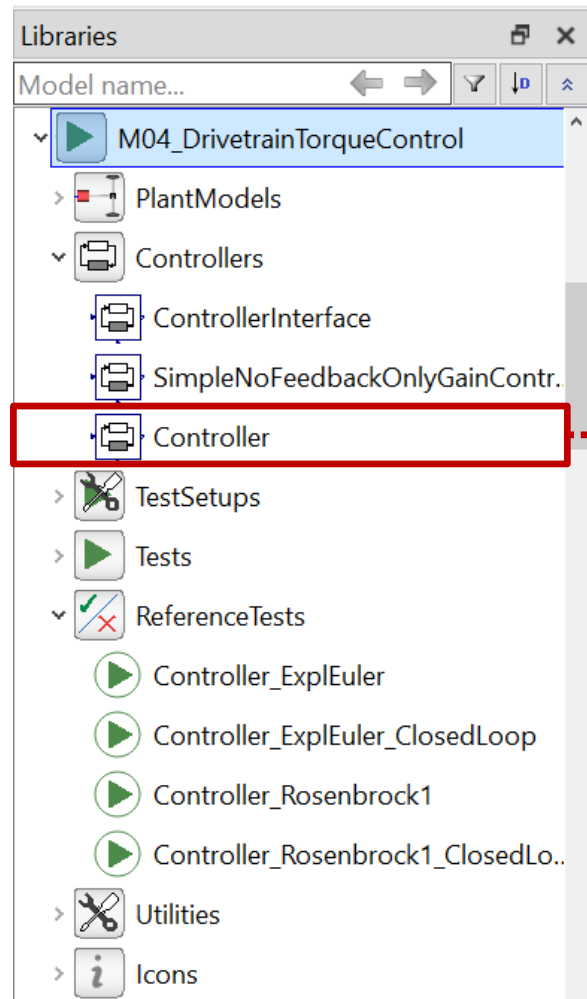 Libraries
Model name...
M04_DrivetrainTorqueControl
PlantModels
Controllers
ControllerInterface
SimpleNoFeedbackOnlyGainContr..
Controller
TestSetups
Tests
ReferenceTests
Controller_ExplEuler
Controller_ExplEuler_ClosedLoop
Controller_Rosenbrock1
Controller_Rosenbrock1_ClosedLo..
Utilities
Icons